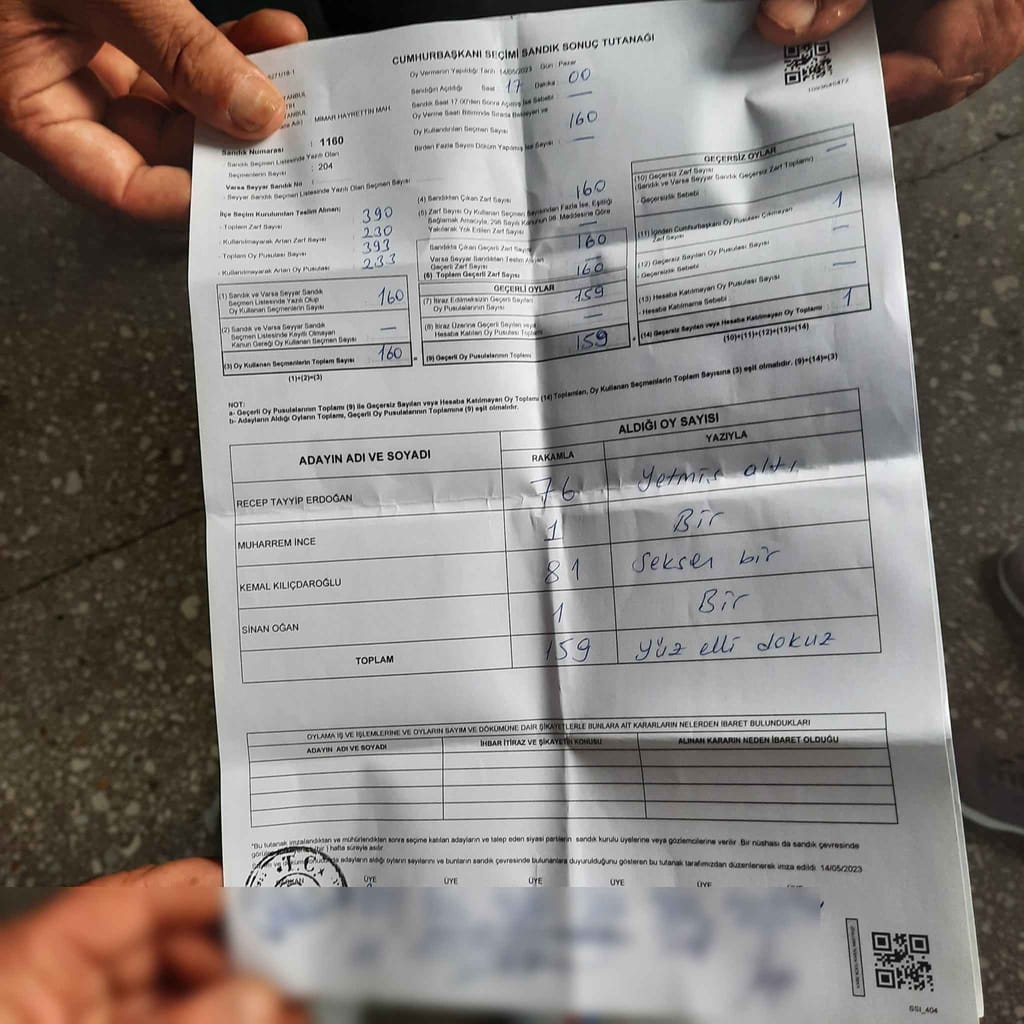 CUMHURBAŞKANI SEÇİMİ SANDIK SONUÇ TUTANAĞI
Oy Vermenin Yapıldığı Tarih 14/05/2023 Gün : Pazar
Sandığın Açıldığı Saat 17 Dakika : 00
Sandık Saat 17.00'den Sonra Açılmış İse Sebebi —
Oy Verme Saati Bitiminde Sırada Bekleyen ve
Oy Kullandırılan Seçmen Sayısı 160
Birden Fazla Sayım Döküm Yapılmış İse Sayısı : —
MİMAR HAYRETTİN MAH.
Sandık Numarası : 1160
Sandık Seçmen Listesinde Yazılı Olan
Seçmenlerin Sayısı : 204
Varsa Seyyar Sandık No
Seyyar Sandık Seçmen Listesinde Yazılı Olan Seçmen Sayısı
İlçe Seçim Kurulundan Teslim Alınan;
- Toplam Zarf Sayısı 390
- Kullanılmayarak Artan Zarf Sayısı 230
- Toplam Oy Pusulası Sayısı 393
- Kullanılmayarak Artan Oy Pusulası 233
(1) Sandık ve Varsa Seyyar Sandık
Seçmen Listesinde Yazılı Olup
Oy Kullanan Seçmenlerin Sayısı 160
(2) Sandık ve Varsa Seyyar Sandık
Seçmen Listesinde Kayıtlı Olmayan
Kanun Gereği Oy Kullanan Seçmen Sayısı —
(3) Oy Kullanan Seçmenlerin Toplam Sayısı 160
(1)+(2)=(3)
(4) Sandıktan Çıkan Zarf Sayısı 160
(5) Zarf Sayısı Oy Kullanan Seçmen Sayısından Fazla İse, Eşitliği
Sağlamak Amacıyla, 298 Sayılı Kanunun 98. Maddesine Göre
Yakılarak Yok Edilen Zarf Sayısı —
Sandıkta Çıkan Geçerli Zarf Sayısı 160
Varsa Seyyar Sandıktan Teslim Alınan
Geçerli Zarf Sayısı
(6) Toplam Geçerli Zarf Sayısı 160
GEÇERLİ OYLAR
(7) İtiraz Edilmeksizin Geçerli Sayılan
Oy Pusulalarının Sayısı 159
(8) İtiraz Üzerine Geçerli Sayılan veya
Hesaba Katılan Oy Pusulası Toplamı —
(9) Geçerli Oy Pusulalarının Toplamı 159
GEÇERSİZ OYLAR
(10) Geçersiz Zarf Sayısı
(Sandık ve Varsa Seyyar Sandık Geçersiz Zarf Toplamı) —
Geçersizlik Sebebi
(11) İçinden Cumhurbaşkanı Oy Pusulası Çıkmayan
Zarf Sayısı 1
(12) Geçersiz Sayılan Oy Pusulası Sayısı —
Geçersizlik Sebebi
(13) Hesaba Katılmayan Oy Pusulası Sayısı —
- Hesaba Katılmama Sebebi
(14) Geçersiz Sayılan veya Hesaba Katılmayan Oy Toplamı 1
(10)+(11)+(12)+(13)=(14)
NOT:
a- Geçerli Oy Pusulalarının Toplamı (9) ile Geçersiz Sayılan veya Hesaba Katılmayan Oy Toplamı (14) Toplamları, Oy Kullanan Seçmenlerin Toplam Sayısına (3) eşit olmalıdır. (9)+(14)=(3)
b- Adayların Aldığı Oyların Toplamı, Geçerli Oy Pusulalarının Toplamına (9) eşit olmalıdır.
ADAYIN ADI VE SOYADI ALDIĞI OY SAYISI
RAKAMLA YAZIYLA
RECEP TAYYİP ERDOĞAN 76 Yetmiş altı
MUHARREM İNCE 1 Bir
KEMAL KILIÇDAROĞLU 81 Seksen bir
SİNAN OĞAN 1 Bir
TOPLAM 159 Yüz elli dokuz
OYLAMA İŞ VE İŞLEMLERİNE VE OYLARIN SAYIM VE DÖKÜMÜNE DAİR ŞİKAYETLERLE BUNLARA AİT KARARLARIN NELERDEN İBARET BULUNDUKLARI
ADAYIN ADI VE SOYADI İHBAR İTİRAZ VE ŞİKAYETİN KONUSU ALINAN KARARIN NEDEN İBARET OLDUĞU
*Bu tutanak imzalandıktan ve mühürlendikten sonra seçime katılan adayların ve talep eden siyasi partilerin sandık kurulu üyelerine veya gözlemcilerine verilir. Bir nüshası da sandık çevresinde
bir hafta süreyle asılır
adayların aldığı oyların sayılarını ve bunların sandık çevresinde bulunanlara duyurulduğunu gösteren bu tutanak tarafımızdan düzenlenerek imza edildi. 14/05/2023
T.C.
ÜYE ÜYE ÜYE ÜYE ÜYE
SSI_404